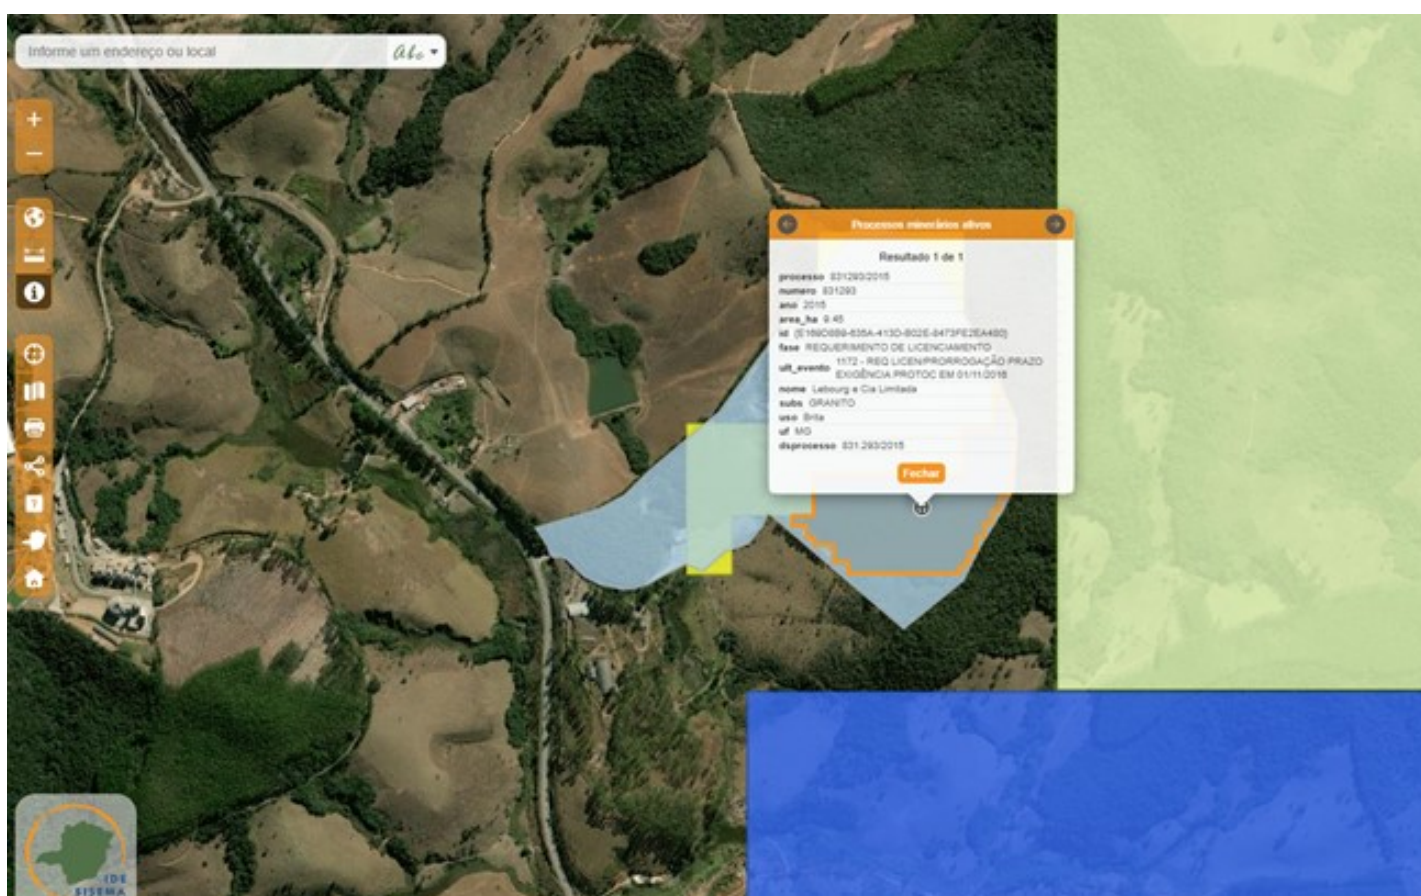 Informe um endereço ou local
Abc
Processos minerários ativos
Resultado 1 de 1
processo 831293/2015
numero 831293
ano 2015
area_ha 9.45
fase REQUERIMENTO DE LICENCIAMENTO
ult_evento 1172 - REQ LICEN/PRORROGAÇÃO PRAZO
EXIGÊNCIA PROTOC EM 01/11/2016
nome Lebourg e Cia Limitada
subs GRANITO
uso Brita
uf MG
dsprocesso 831.293/2015
Fechar
IDE
SISEMA